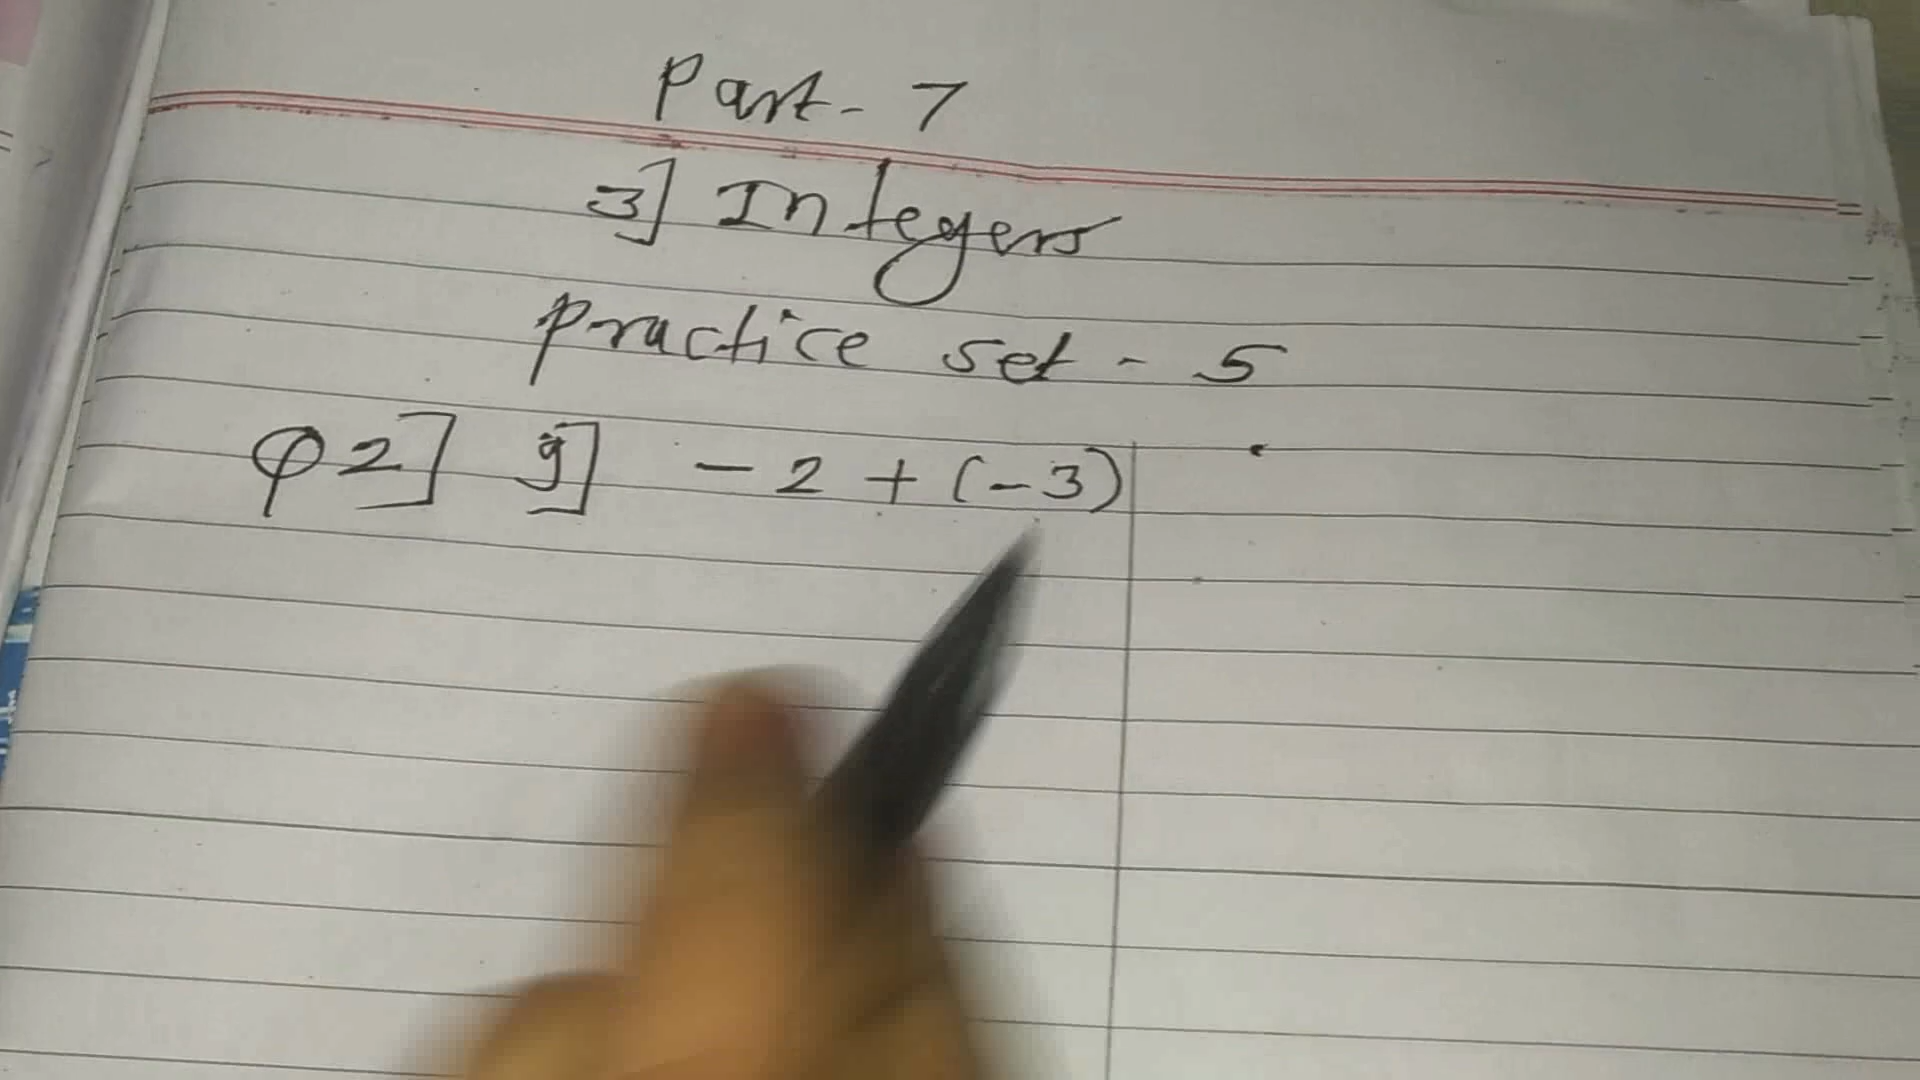 Part - 7
3] Integers
Practice set - 5
Q2] g] - 2 + (-3)